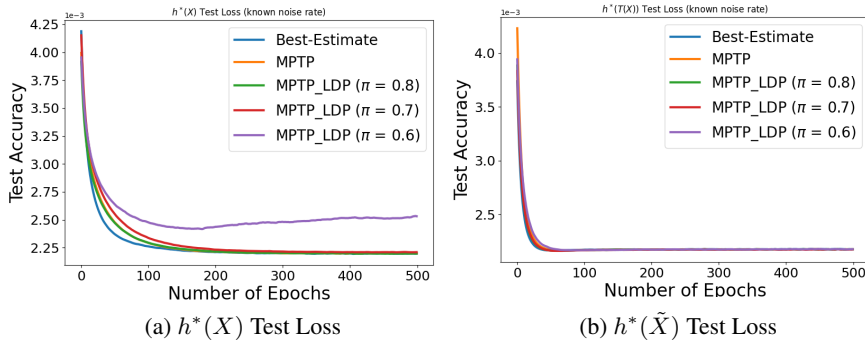 h*(X) Test Loss (known noise rate)
1e−3
4.25
4.00
3.75
3.50
3.25
3.00
2.75
2.50
2.25
Test Accuracy
Best-Estimate
MPTP
MPTP_LDP (π = 0.8)
MPTP_LDP (π = 0.7)
MPTP_LDP (π = 0.6)
0 100 200 300 400 500
Number of Epochs
(a) h*(X) Test Loss
h*(T(X)) Test Loss (known noise rate)
1e−3
4.0
3.5
3.0
2.5
Test Accuracy
Best-Estimate
MPTP
MPTP_LDP (π = 0.8)
MPTP_LDP (π = 0.7)
MPTP_LDP (π = 0.6)
0 100 200 300 400 500
Number of Epochs
(b) h*(X̃) Test Loss